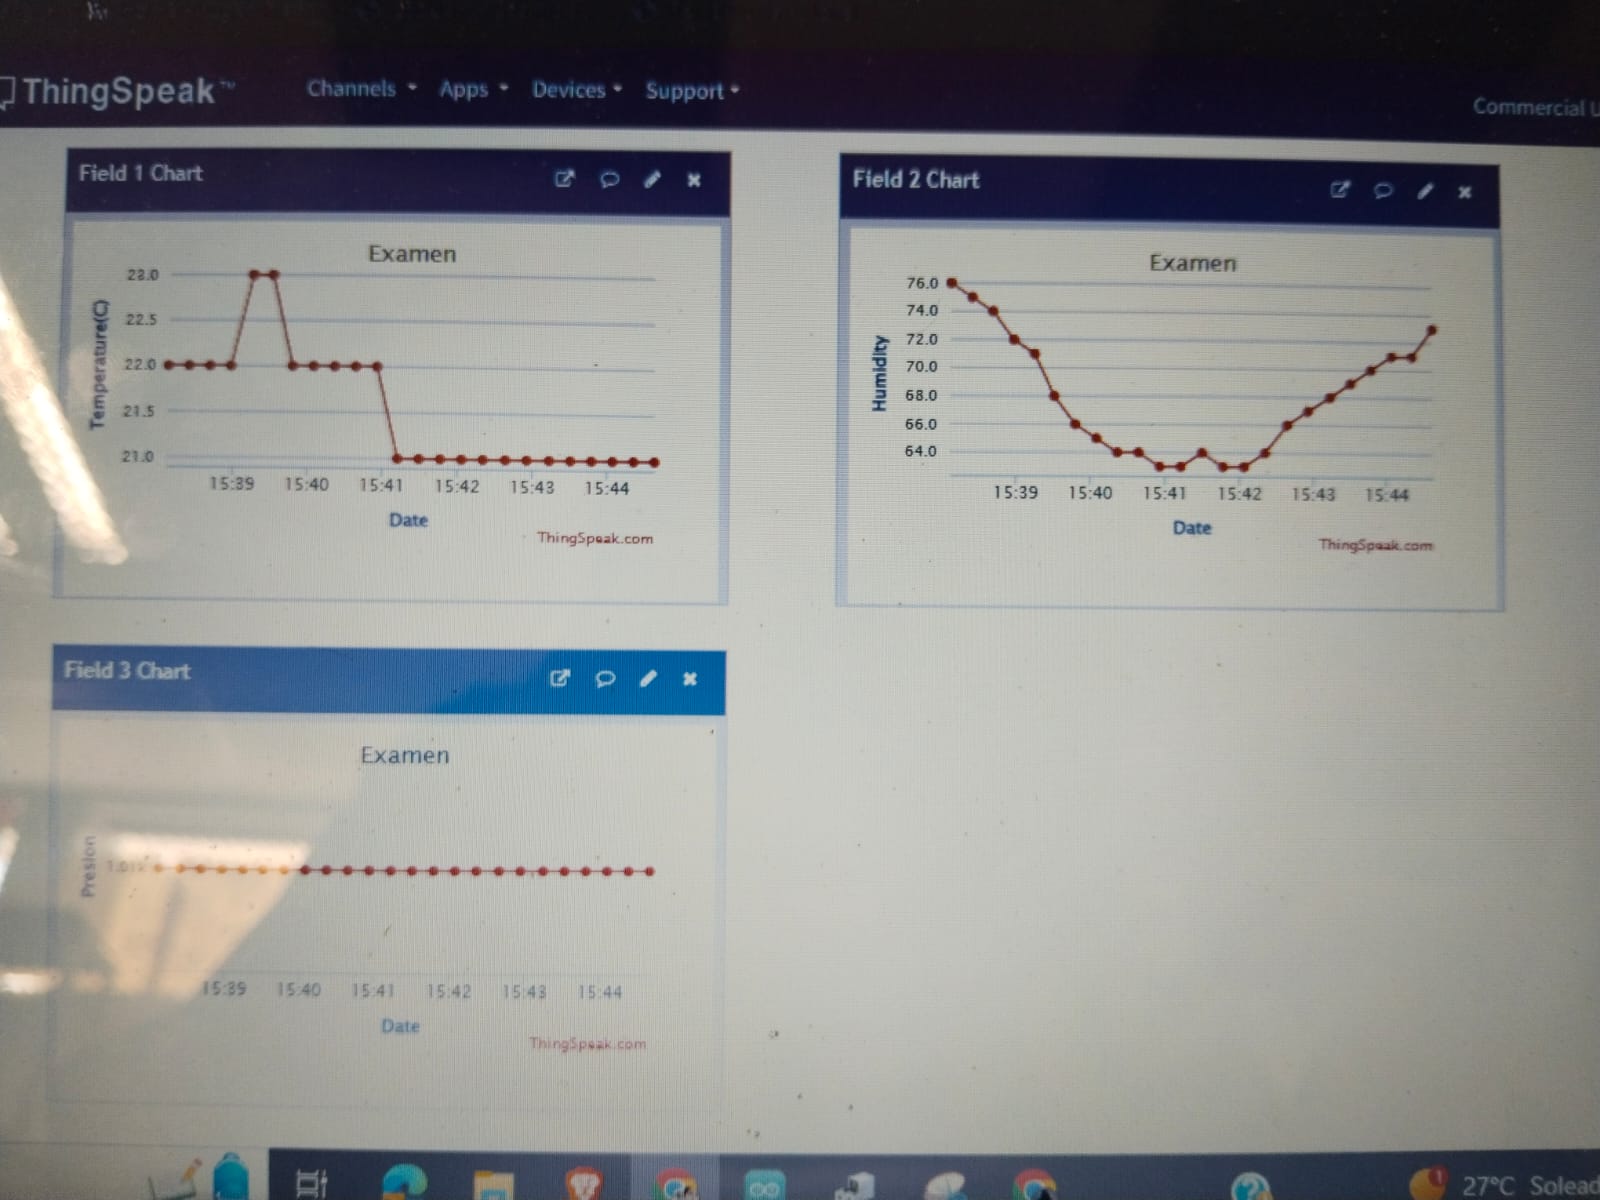 ThingSpeak™ Channels Apps Devices Support
Commercial U
Field 1 Chart
Examen
Temperature(C)
23.0
22.5
22.0
21.5
21.0
15:39 15:40 15:41 15:42 15:43 15:44
Date
ThingSpeak.com
Field 2 Chart
Examen
Humidity
76.0
74.0
72.0
70.0
68.0
66.0
64.0
15:39 15:40 15:41 15:42 15:43 15:44
Date
ThingSpeak.com
Field 3 Chart
Examen
Presion
1.01k
15:39 15:40 15:41 15:42 15:43 15:44
Date
ThingSpeak.com
1
27°C Solead